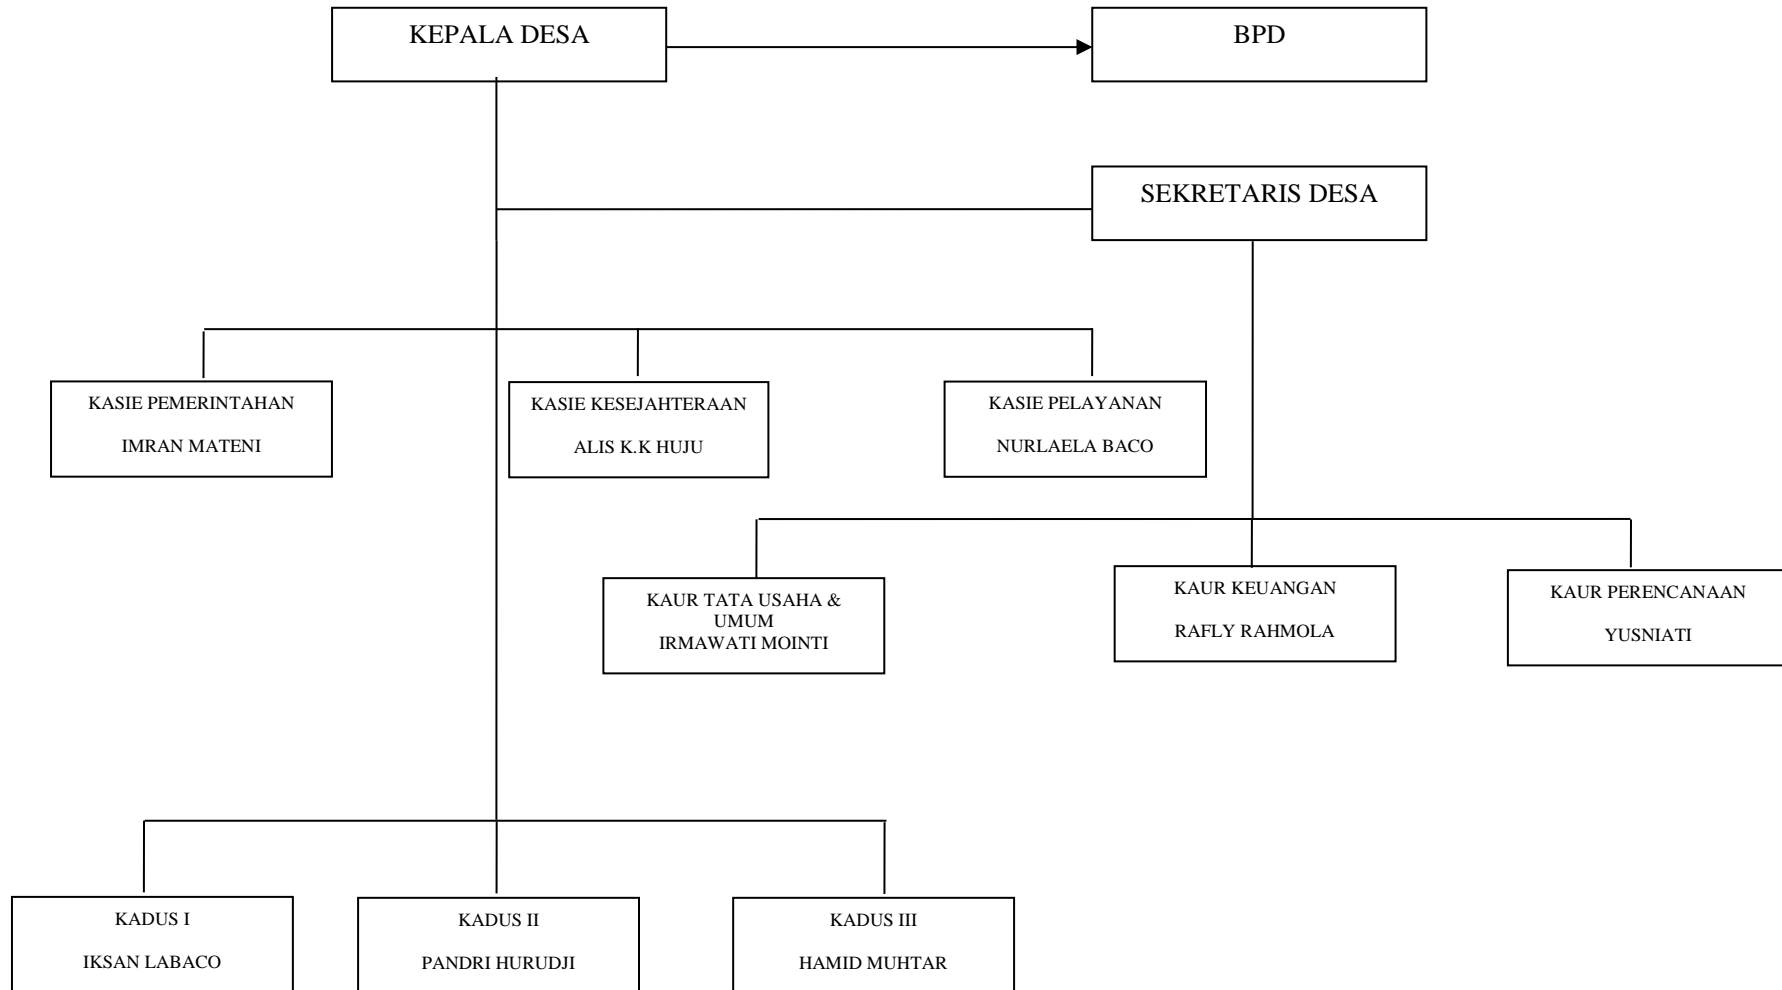 KEPALA DESA
BPD
SEKRETARIS DESA
KASIE PEMERINTAHAN
IMRAN MATENI
KASIE KESEJAHTERAAN
ALIS K.K HUJU
KASIE PELAYANAN
NURLAELA BACO
KAUR TATA USAHA &
UMUM
IRMAWATI MOINTI
KAUR KEUANGAN
RAFLY RAHMOLA
KAUR PERENCANAAN
YUSNIATI
KADUS I
IKSAN LABACO
KADUS II
PANDRI HURUDJI
KADUS III
HAMID MUHTAR